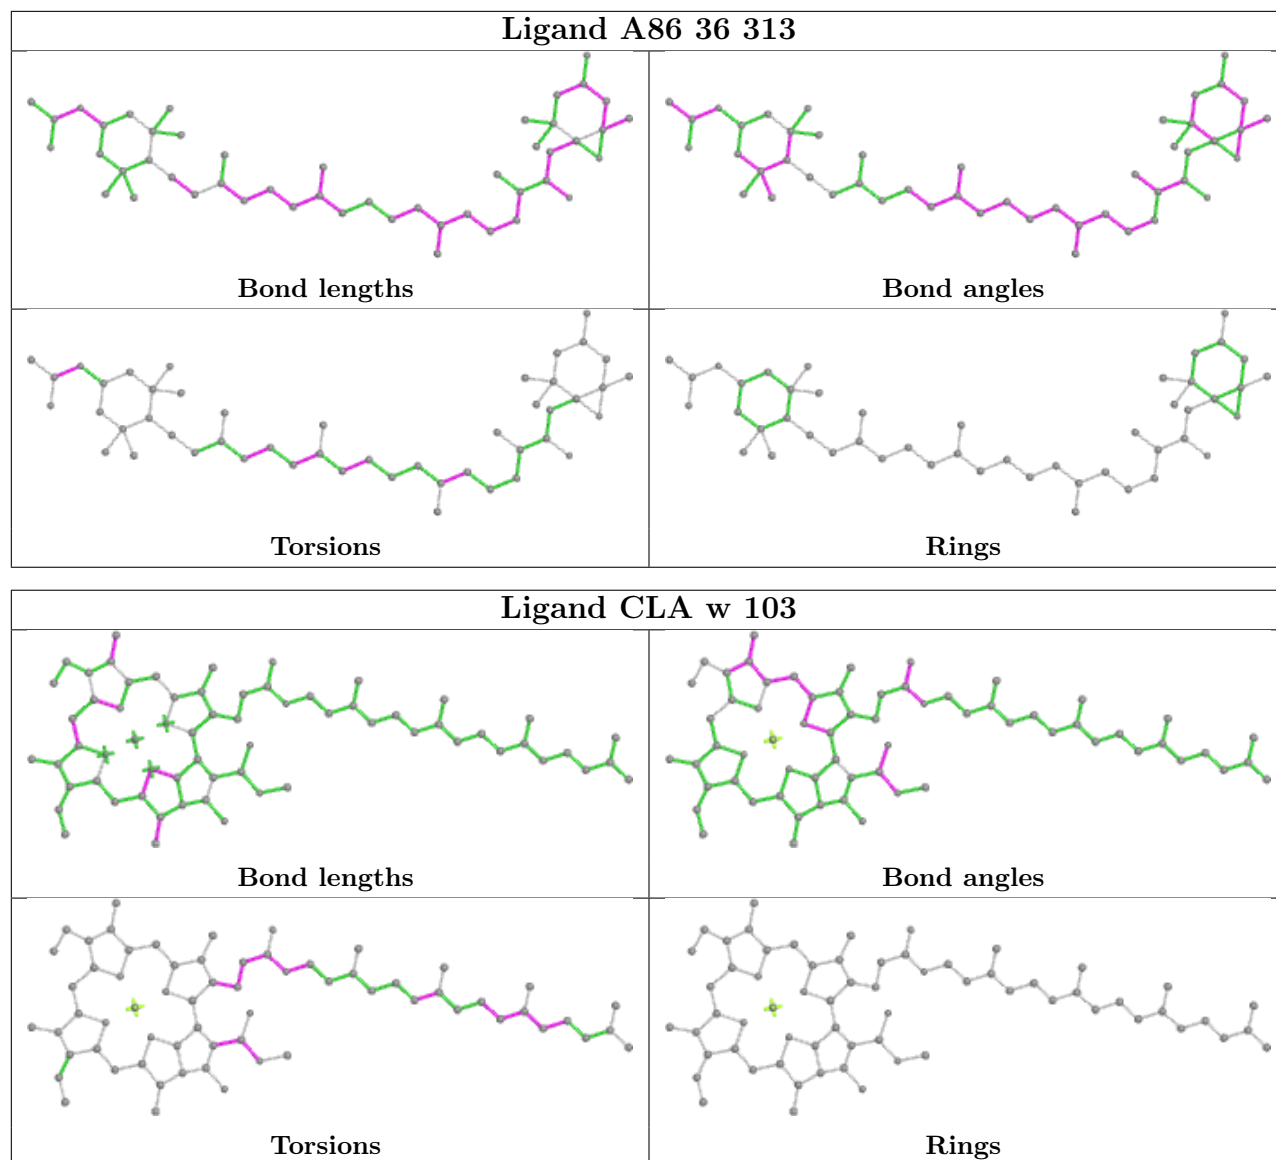 Ligand A86 36 313
Bond lengths
Bond angles
Torsions
Rings
Ligand CLA w 103
Bond lengths
Bond angles
Torsions
Rings